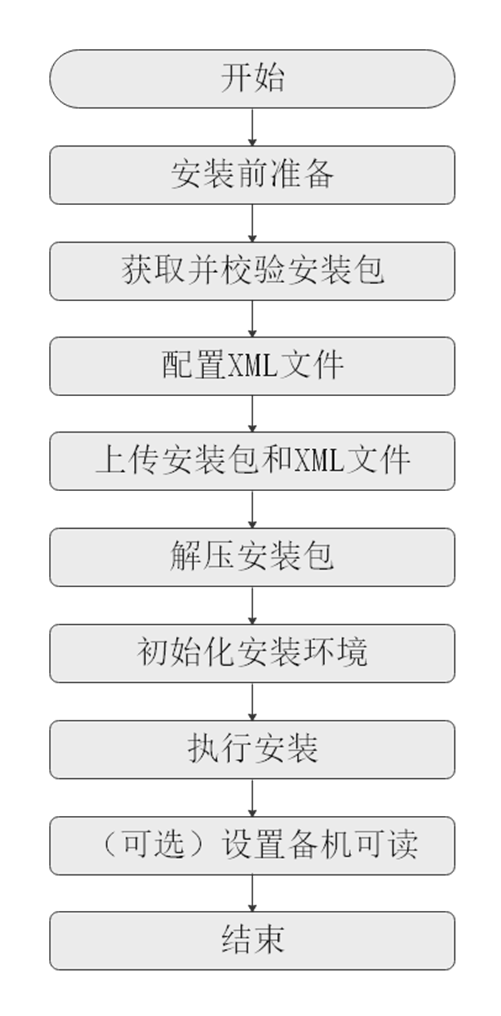 开始
安装前准备
获取并校验安装包
配置XML文件
上传安装包和XML文件
解压安装包
初始化安装环境
执行安装
（可选）设置备机可读
结束